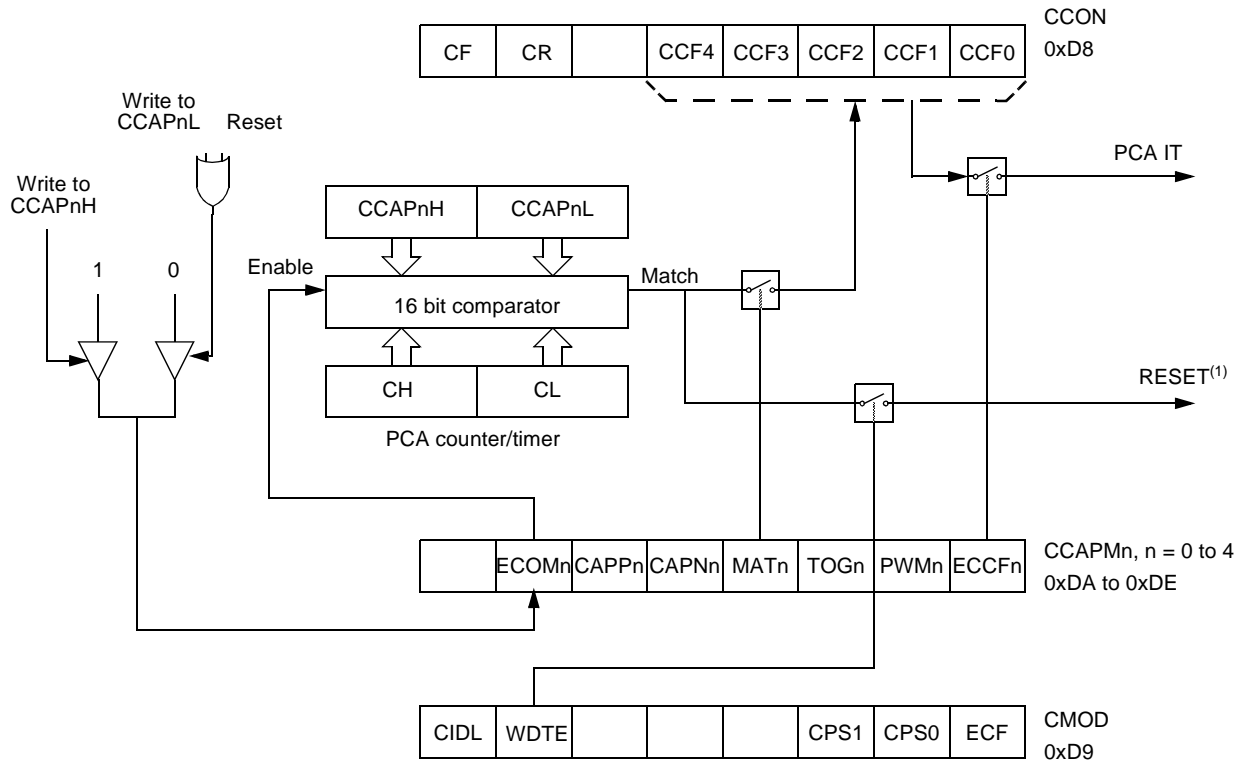 CF CR CCF4 CCF3 CCF2 CCF1 CCF0
CCON
0xD8
Write to
CCAPnL
Reset
Write to
CCAPnH
1
0
Enable
CCAPnH CCAPnL
16 bit comparator
Match
CH CL
PCA counter/timer
PCA IT
RESET(1)
ECOMn CAPPn CAPNn MATn TOGn PWMn ECCFn
CCAPMn, n = 0 to 4
0xDA to 0xDE
CIDL WDTE CPS1 CPS0 ECF
CMOD
0xD9